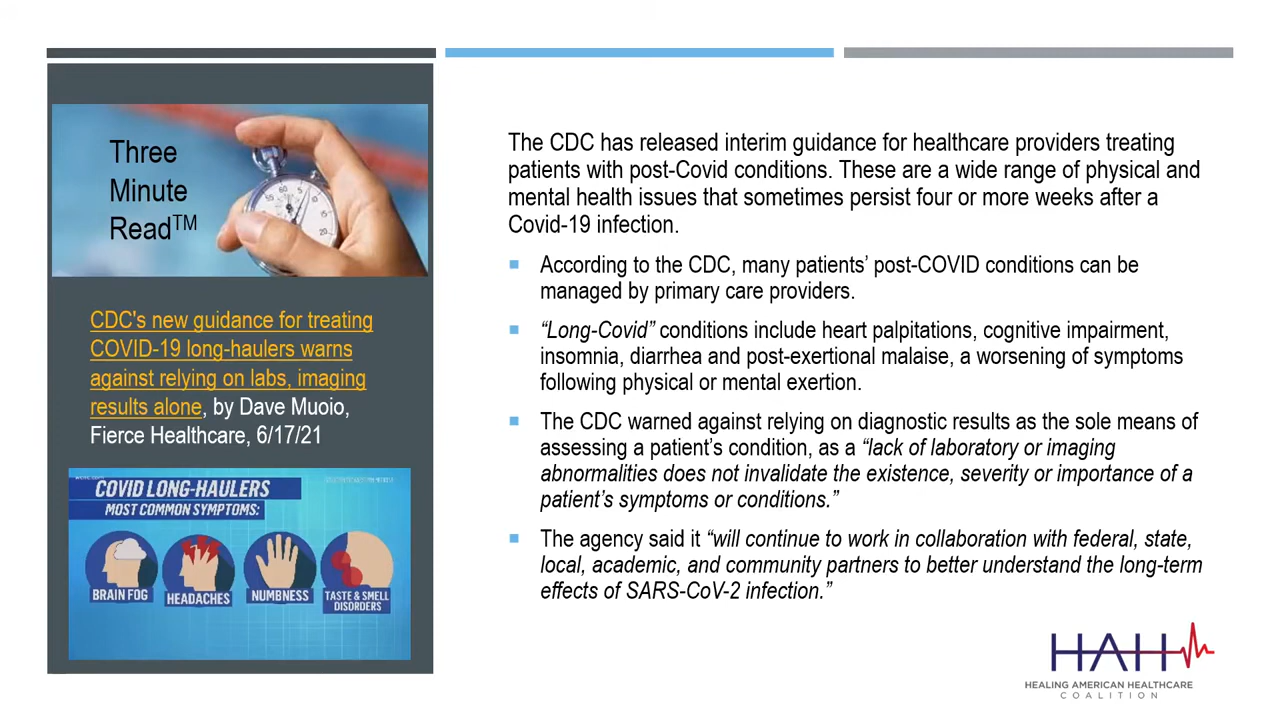 Three
Minute
Read™
CDC's new guidance for treating
COVID-19 long-haulers warns
against relying on labs, imaging
results alone, by Dave Muoio,
Fierce Healthcare, 6/17/21
COVID LONG-HAULERS
MOST COMMON SYMPTOMS:
BRAIN FOG
HEADACHES
NUMBNESS
TASTE & SMELL
DISORDERS
The CDC has released interim guidance for healthcare providers treating
patients with post-Covid conditions. These are a wide range of physical and
mental health issues that sometimes persist four or more weeks after a
Covid-19 infection.
According to the CDC, many patients’ post-COVID conditions can be
managed by primary care providers.
“Long-Covid” conditions include heart palpitations, cognitive impairment,
insomnia, diarrhea and post-exertional malaise, a worsening of symptoms
following physical or mental exertion.
The CDC warned against relying on diagnostic results as the sole means of
assessing a patient’s condition, as a “lack of laboratory or imaging
abnormalities does not invalidate the existence, severity or importance of a
patient’s symptoms or conditions.”
The agency said it “will continue to work in collaboration with federal, state,
local, academic, and community partners to better understand the long-term
effects of SARS-CoV-2 infection.”
HAH
HEALING AMERICAN HEALTHCARE
COALITION